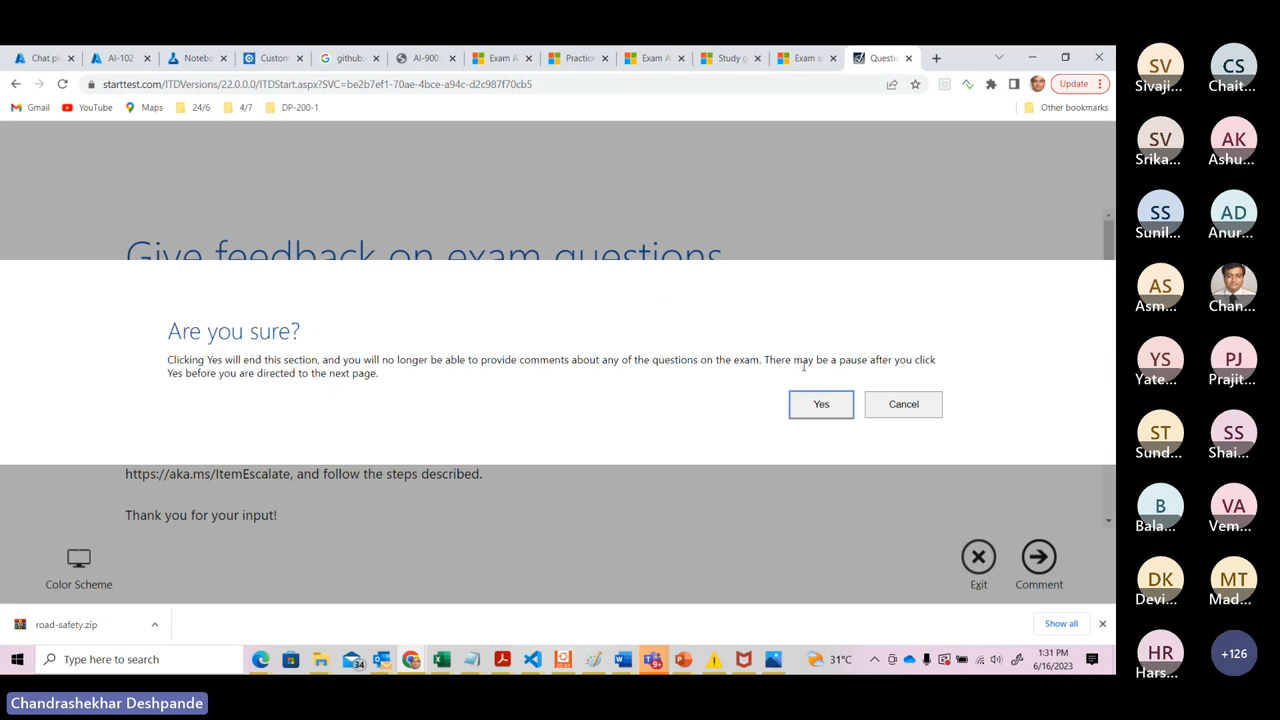 Chat pl
AI-102
Notebo
Custom
github
AI-900
Exam A
Practice
Exam A
Study g
Exam s
Questio
starttest.com/ITDVersions/22.0.0.0/ITDStart.aspx?SVC=be2b7ef1-70ae-4bce-a94c-d2c987f70cb5
Update
Gmail
YouTube
Maps
24/6
4/7
DP-200-1
Other bookmarks
Give feedback on exam questions
Are you sure?
Clicking Yes will end this section, and you will no longer be able to provide comments about any of the questions on the exam. There may be a pause after you click
Yes before you are directed to the next page.
Yes
Cancel
https://aka.ms/ItemEscalate, and follow the steps described.
Thank you for your input!
Color Scheme
Exit
Comment
road-safety.zip
Show all
Type here to search
34
9+
31°C
1:31 PM
6/16/2023
Chandrashekhar Deshpande
SV
Sivaji...
CS
Chait...
SV
Srika...
AK
Ashu...
SS
Sunil...
AD
Anur...
AS
Asm...
Chan...
YS
Yate...
PJ
Prajit...
ST
Sund...
SS
Shai...
B
Bala...
VA
Vem...
DK
Devi...
MT
Mad...
HR
Hars...
+126